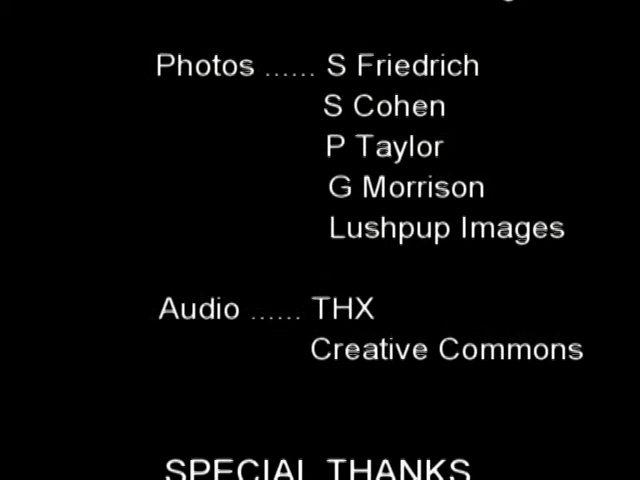 Photos ...... S Friedrich
S Cohen
P Taylor
G Morrison
Lushpup Images
Audio ...... THX
Creative Commons
SPECIAL THANKS